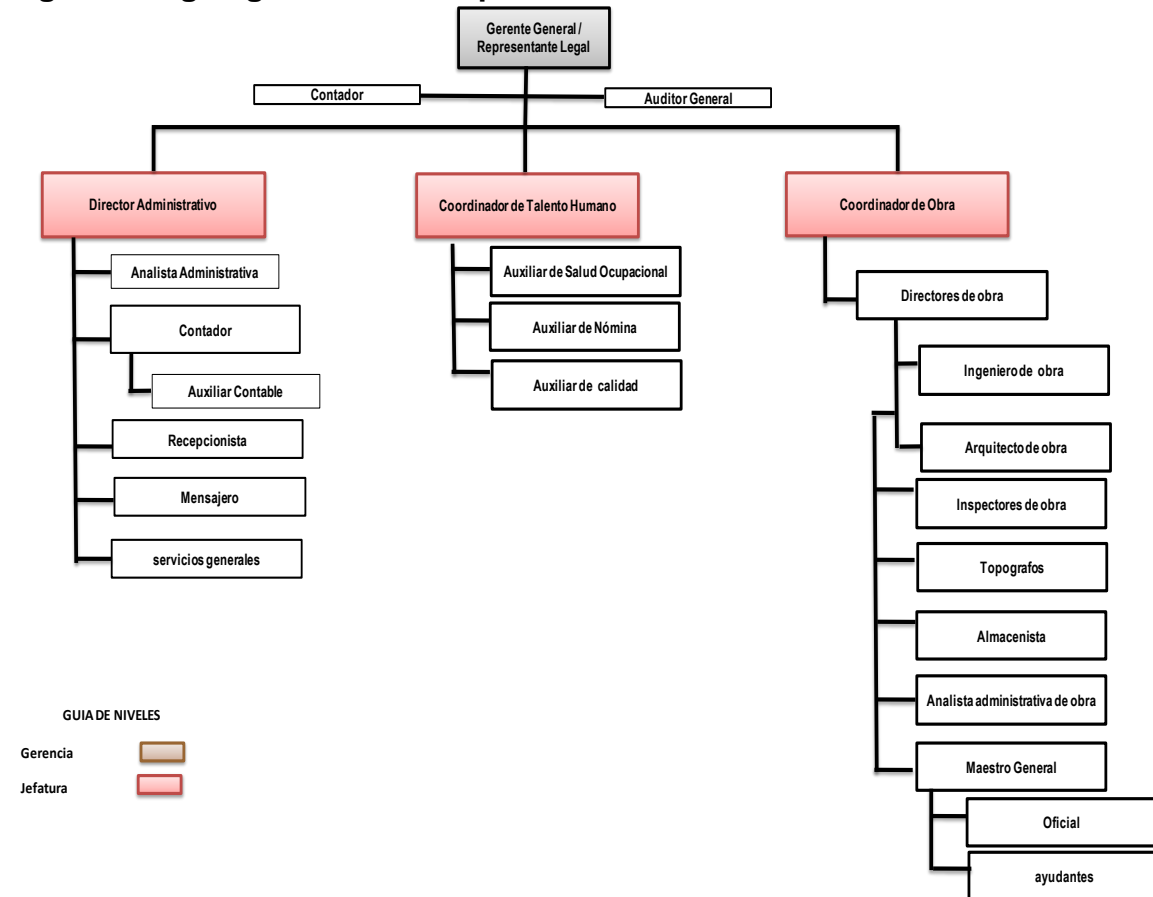 Gerente General /
Representante Legal
Contador
Auditor General
Director Administrativo
Coordinador de Talento Humano
Coordinador de Obra
Analista Administrativa
Contador
Auxiliar Contable
Recepcionista
Mensajero
servicios generales
Auxiliar de Salud Ocupacional
Auxiliar de Nómina
Auxiliar de calidad
Directores de obra
Ingeniero de obra
Arquitecto de obra
Inspectores de obra
Topografos
Almacenista
Analista administrativa de obra
Maestro General
Oficial
ayudantes
GUIA DE NIVELES
Gerencia
Jefatura